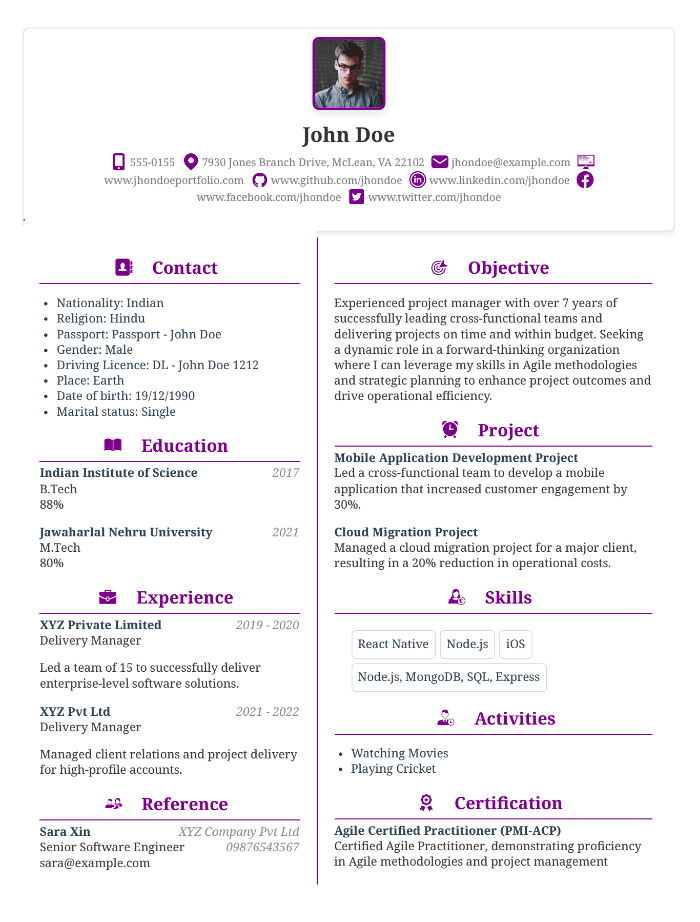 John Doe
555-0155 7930 Jones Branch Drive, McLean, VA 22102 jhondoe@example.com
www.jhondoeportfolio.com www.github.com/jhondoe www.linkedin.com/jhondoe
www.facebook.com/jhondoe www.twitter.com/jhondoe
Contact
• Nationality: Indian
• Religion: Hindu
• Passport: Passport - John Doe
• Gender: Male
• Driving Licence: DL - John Doe 1212
• Place: Earth
• Date of birth: 19/12/1990
• Marital status: Single
Education
Indian Institute of Science 2017
B.Tech
88%
Jawaharlal Nehru University 2021
M.Tech
80%
Experience
XYZ Private Limited 2019 - 2020
Delivery Manager
Led a team of 15 to successfully deliver
enterprise-level software solutions.
XYZ Pvt Ltd 2021 - 2022
Delivery Manager
Managed client relations and project delivery
for high-profile accounts.
Reference
Sara Xin XYZ Company Pvt Ltd
Senior Software Engineer 09876543567
sara@example.com
Objective
Experienced project manager with over 7 years of
successfully leading cross-functional teams and
delivering projects on time and within budget. Seeking
a dynamic role in a forward-thinking organization
where I can leverage my skills in Agile methodologies
and strategic planning to enhance project outcomes and
drive operational efficiency.
Project
Mobile Application Development Project
Led a cross-functional team to develop a mobile
application that increased customer engagement by
30%.
Cloud Migration Project
Managed a cloud migration project for a major client,
resulting in a 20% reduction in operational costs.
Skills
React Native Node.js iOS
Node.js, MongoDB, SQL, Express
Activities
• Watching Movies
• Playing Cricket
Certification
Agile Certified Practitioner (PMI-ACP)
Certified Agile Practitioner, demonstrating proficiency
in Agile methodologies and project management